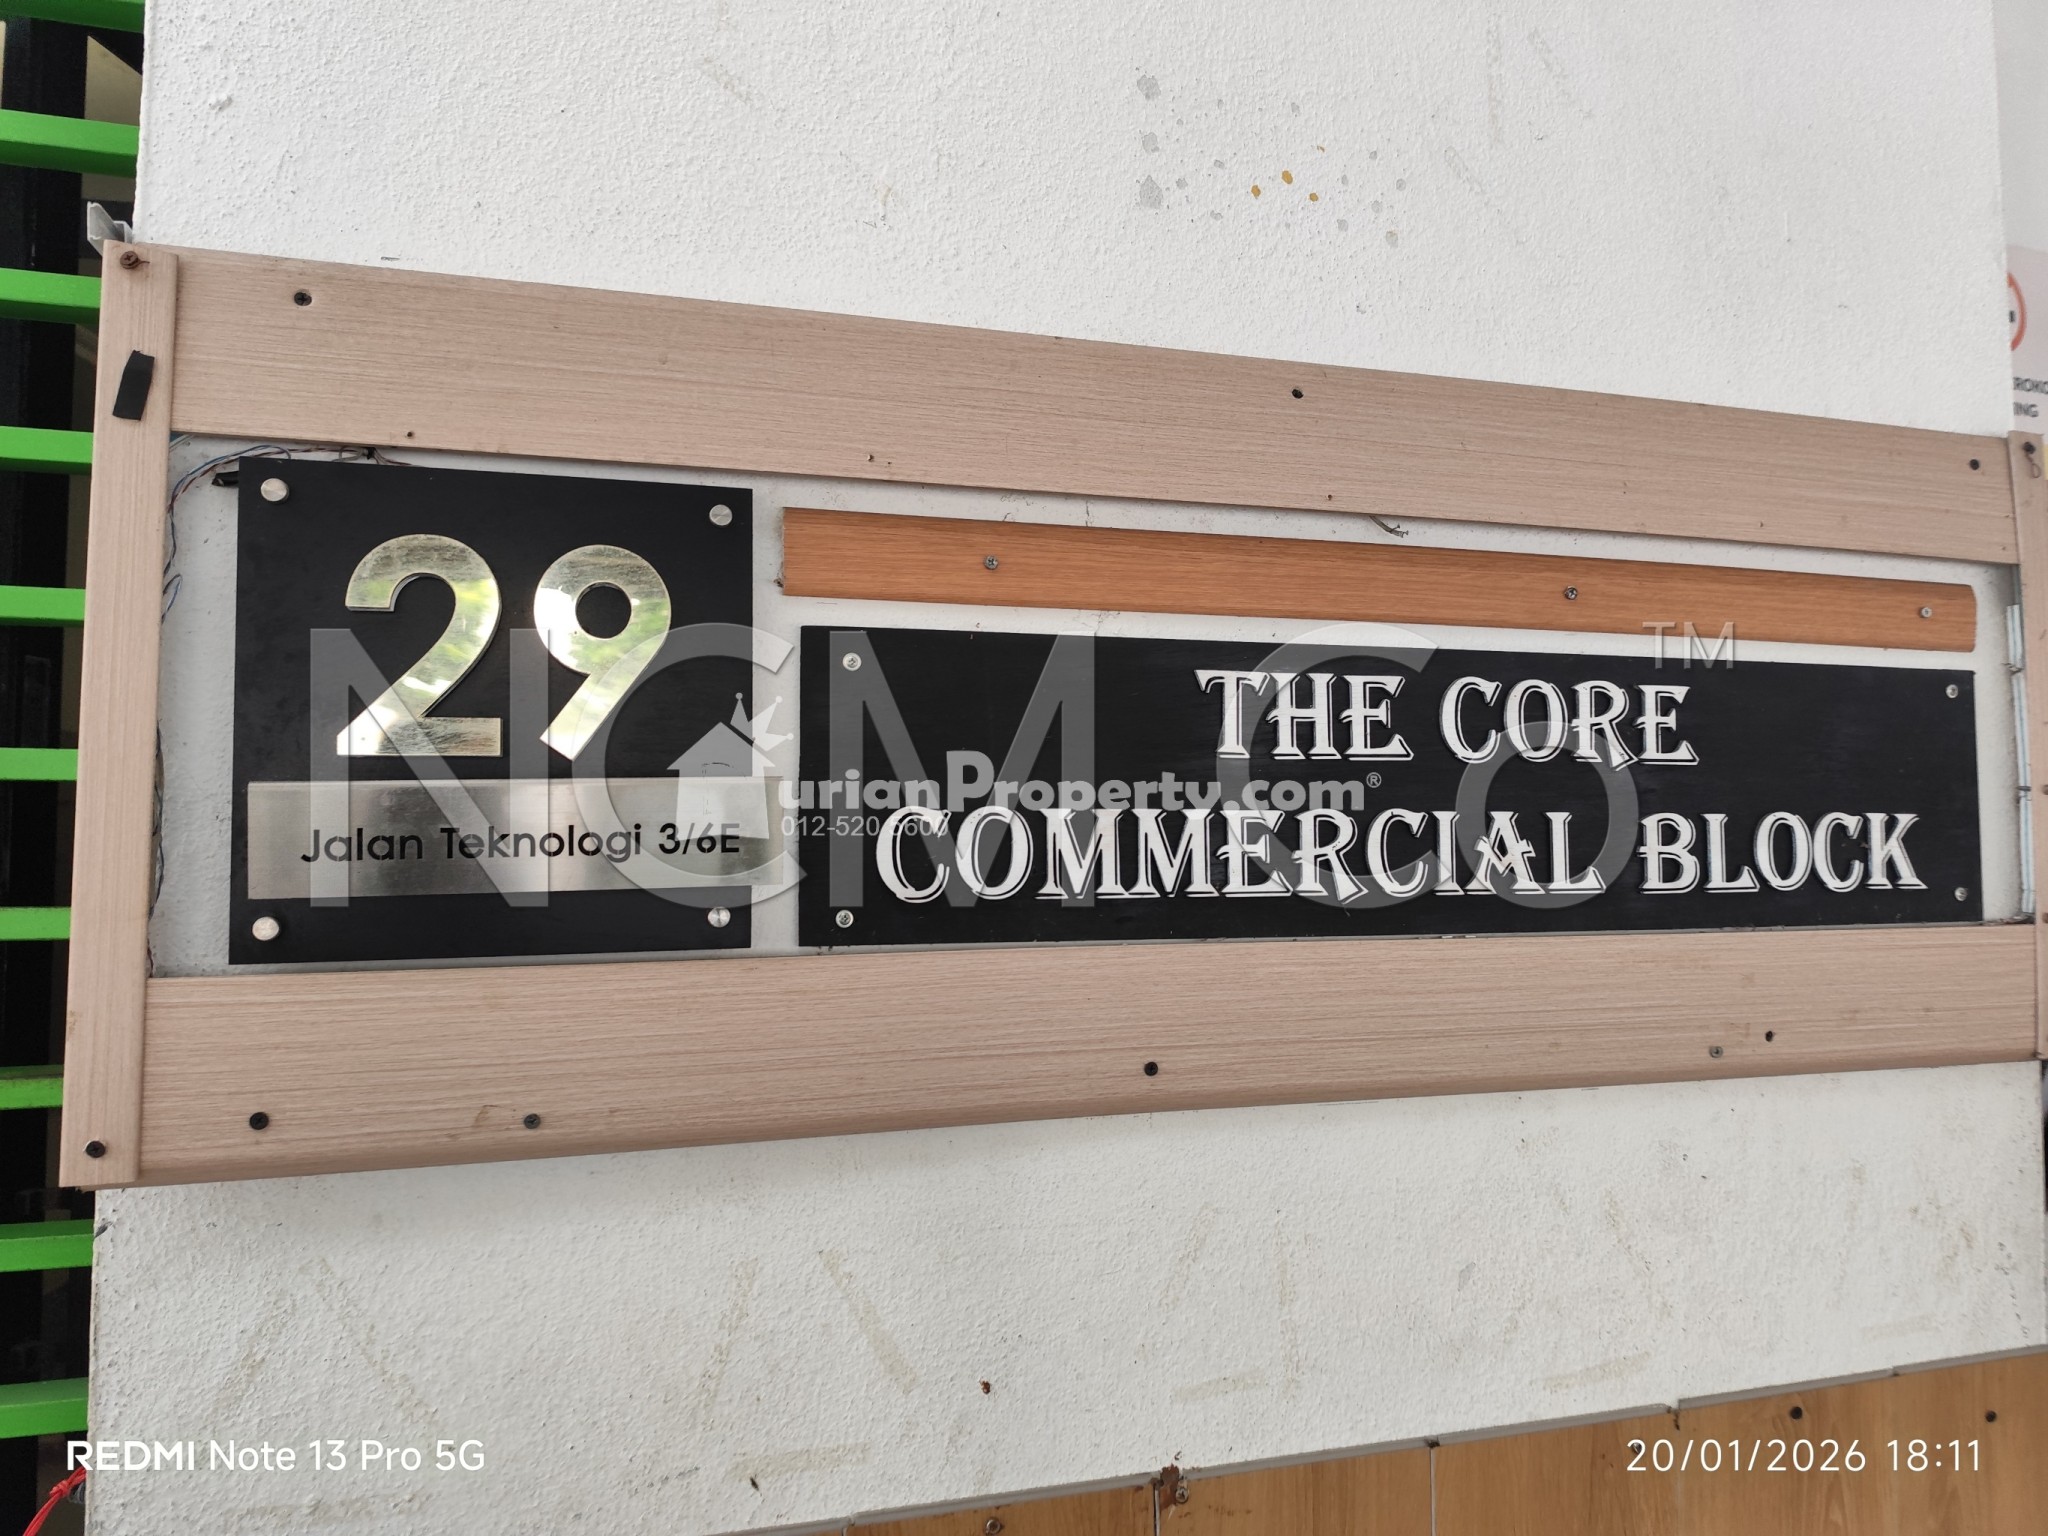 29
Jalan Teknologi 3/6E
THE CORE
COMMERCIAL BLOCK
NCM Co TM
urianProperty.com®
REDMI Note 13 Pro 5G
20/01/2026 18:11